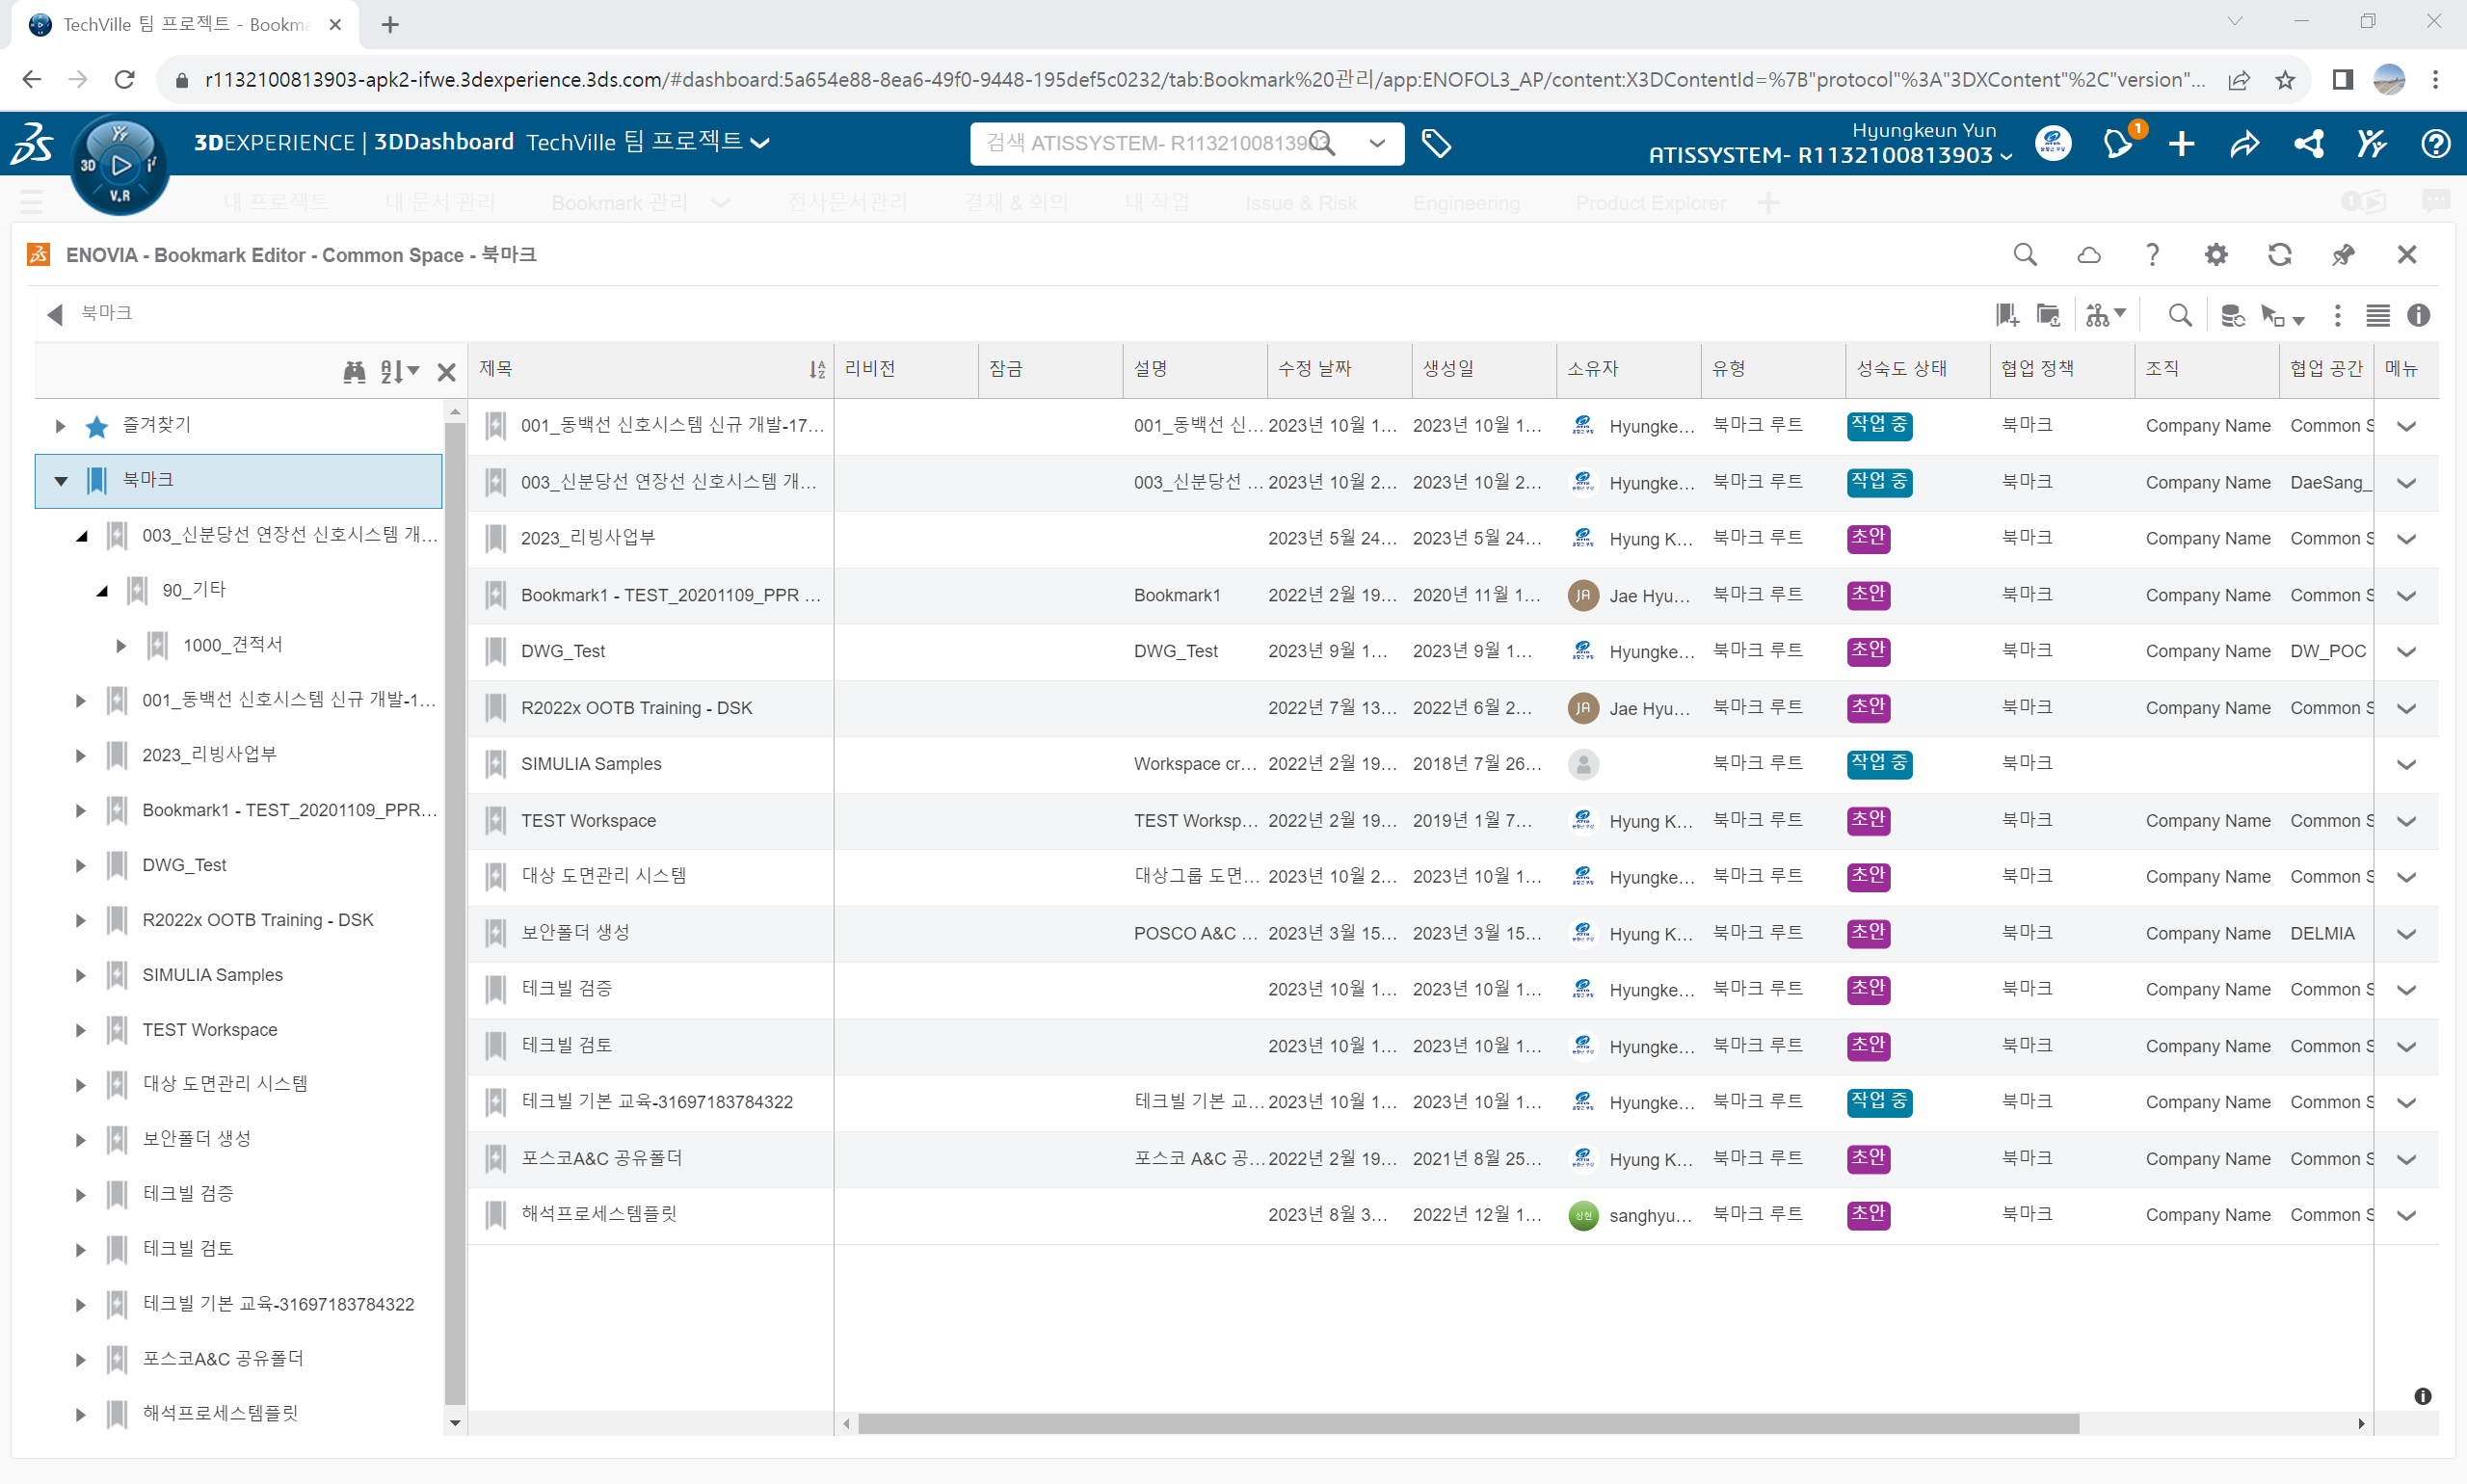 TechVille 팀 프로젝트 - Bookma
r1132100813903-apk2-ifwe.3dexperience.3ds.com/#dashboard:5a654e88-8ea6-49f0-9448-195def5c0232/tab:Bookmark%20관리/app:ENOFOL3_AP/content:X3DContentId=%7B"protocol"%3A"3DXContent"%2C"version"...
3DEXPERIENCE | 3DDashboard TechVille 팀 프로젝트
검색 ATISSYSTEM- R1132100813903
Hyungkeun Yun
ATISSYSTEM- R1132100813903
1
3D
V.R
내 프로젝트 내 문서 관리 Bookmark 관리 전사문서관리 결재 & 회의 내 작업 Issue & Risk Engineering Product Explorer
1
ENOVIA - Bookmark Editor - Common Space - 북마크
북마크
제목 리비전 잠금 설명 수정 날짜 생성일 소유자 유형 성숙도 상태 협업 정책 조직 협업 공간 메뉴
즐겨찾기
북마크
003_신분당선 연장선 신호시스템 개...
90_기타
1000_견적서
001_동백선 신호시스템 신규 개발-1...
2023_리빙사업부
Bookmark1 - TEST_20201109_PPR...
DWG_Test
R2022x OOTB Training - DSK
SIMULIA Samples
TEST Workspace
대상 도면관리 시스템
보안폴더 생성
테크빌 검증
테크빌 검토
테크빌 기본 교육-31697183784322
포스코A&C 공유폴더
해석프로세스템플릿
001_동백선 신호시스템 신규 개발-17... 001_동백선 신... 2023년 10월 1... 2023년 10월 1... Hyungke... 북마크 루트 작업 중 북마크 Company Name Common S
003_신분당선 연장선 신호시스템 개... 003_신분당선 ... 2023년 10월 2... 2023년 10월 2... Hyungke... 북마크 루트 작업 중 북마크 Company Name DaeSang_
2023_리빙사업부 2023년 5월 24... 2023년 5월 24... Hyung K... 북마크 루트 초안 북마크 Company Name Common S
Bookmark1 - TEST_20201109_PPR ... Bookmark1 2022년 2월 19... 2020년 11월 1... JA Jae Hyu... 북마크 루트 초안 북마크 Company Name Common S
DWG_Test DWG_Test 2023년 9월 1... 2023년 9월 1... Hyungke... 북마크 루트 초안 북마크 Company Name DW_POC
R2022x OOTB Training - DSK 2022년 7월 13... 2022년 6월 2... JA Jae Hyu... 북마크 루트 초안 북마크 Company Name Common S
SIMULIA Samples Workspace cr... 2022년 2월 19... 2018년 7월 26... 북마크 루트 작업 중 북마크
TEST Workspace TEST Worksp... 2022년 2월 19... 2019년 1월 7... Hyung K... 북마크 루트 초안 북마크 Company Name Common S
대상 도면관리 시스템 대상그룹 도면... 2023년 10월 2... 2023년 10월 1... Hyungke... 북마크 루트 초안 북마크 Company Name Common S
보안폴더 생성 POSCO A&C ... 2023년 3월 15... 2023년 3월 15... Hyung K... 북마크 루트 초안 북마크 Company Name DELMIA
테크빌 검증 2023년 10월 1... 2023년 10월 1... Hyungke... 북마크 루트 초안 북마크 Company Name Common S
테크빌 검토 2023년 10월 1... 2023년 10월 1... Hyungke... 북마크 루트 초안 북마크 Company Name Common S
테크빌 기본 교육-31697183784322 테크빌 기본 교... 2023년 10월 1... 2023년 10월 1... Hyungke... 북마크 루트 작업 중 북마크 Company Name Common S
포스코A&C 공유폴더 포스코 A&C 공... 2022년 2월 19... 2021년 8월 25... Hyung K... 북마크 루트 초안 북마크 Company Name Common S
해석프로세스템플릿 2023년 8월 3... 2022년 12월 1... 상현 sanghyu... 북마크 루트 초안 북마크 Company Name Common S